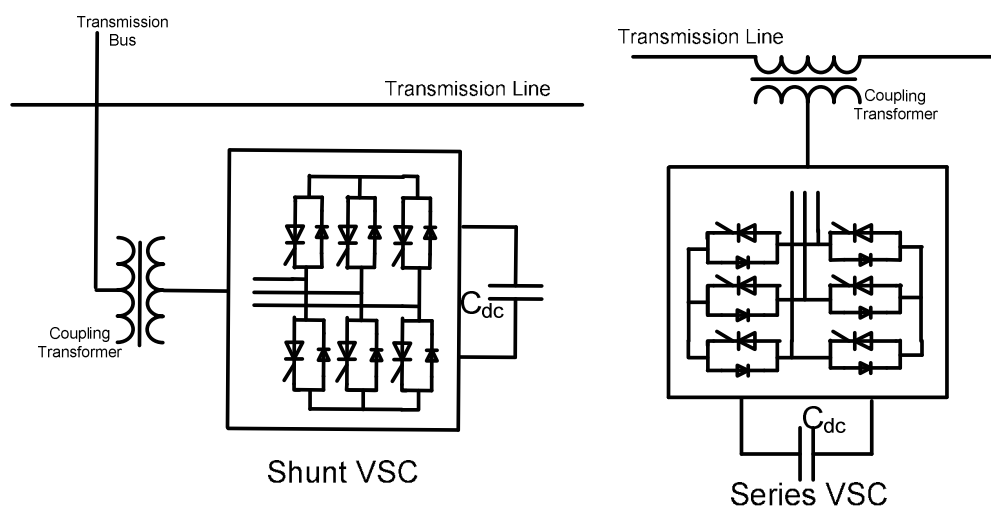 Transmission
Bus
Transmission Line
Coupling
Transformer
Cdc
Shunt VSC
Transmission Line
Coupling
Transformer
Cdc
Series VSC